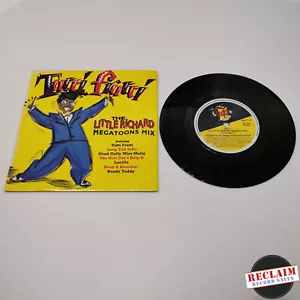 Tutti Frutti
THE LITTLE RICHARD
MEGATOONS MIX
featuring
Tutti Frutti
Long Tall Sally
Good Golly Miss Molly
The Girl Can't Help It
Lucille
Keep A Knockin'
Ready Teddy
RECLAIM
RECORD SALES